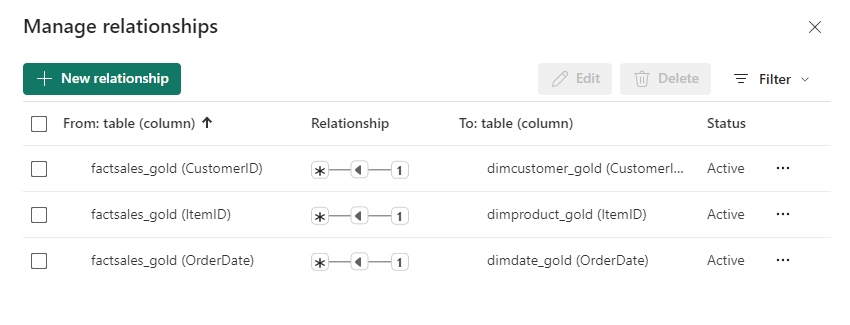 Manage relationships
New relationship Edit Delete Filter
From: table (column) Relationship To: table (column) Status
factsales_gold (CustomerID) * 1 dimcustomer_gold (CustomerI... Active ...
factsales_gold (ItemID) * 1 dimproduct_gold (ItemID) Active ...
factsales_gold (OrderDate) * 1 dimdate_gold (OrderDate) Active ...